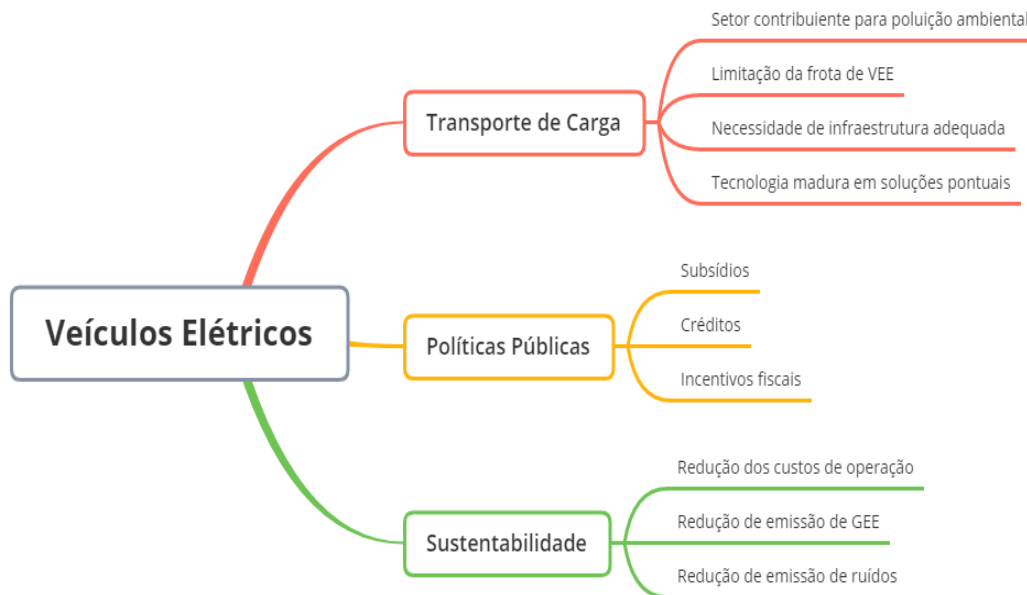 Veículos Elétricos
Transporte de Carga
Setor contribuiente para poluição ambiental
Limitação da frota de VEE
Necessidade de infraestrutura adequada
Tecnologia madura em soluções pontuais
Políticas Públicas
Subsídios
Créditos
Incentivos fiscais
Sustentabilidade
Redução dos custos de operação
Redução de emissão de GEE
Redução de emissão de ruídos